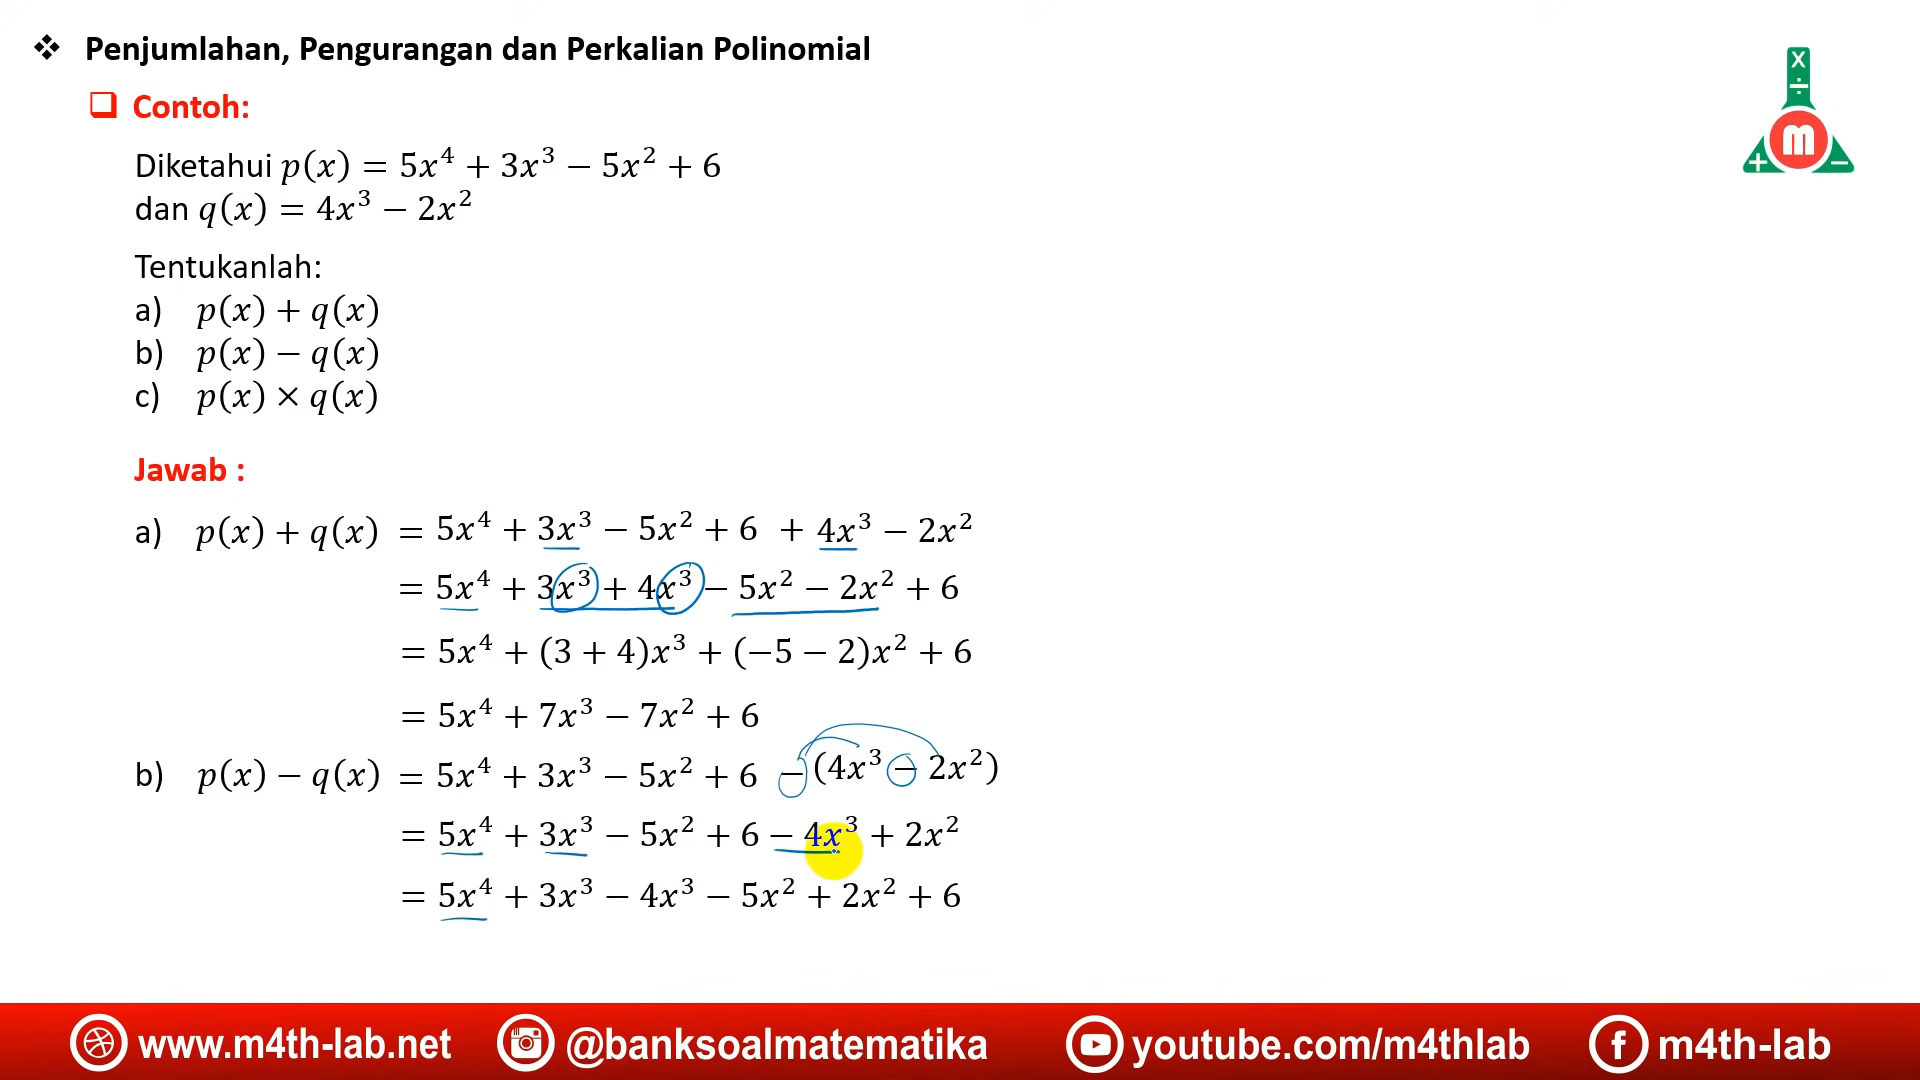 ❖ Penjumlahan, Pengurangan dan Perkalian Polinomial
❑ Contoh:
Diketahui p(x) = 5x⁴ + 3x³ − 5x² + 6
dan q(x) = 4x³ − 2x²
Tentukanlah:
a) p(x) + q(x)
b) p(x) − q(x)
c) p(x) × q(x)
Jawab :
a) p(x) + q(x) = 5x⁴ + 3x³ − 5x² + 6 + 4x³ − 2x²
= 5x⁴ + 3x³ + 4x³ − 5x² − 2x² + 6
= 5x⁴ + (3 + 4)x³ + (−5 − 2)x² + 6
= 5x⁴ + 7x³ − 7x² + 6
b) p(x) − q(x) = 5x⁴ + 3x³ − 5x² + 6 − (4x³ − 2x²)
= 5x⁴ + 3x³ − 5x² + 6 − 4x³ + 2x²
= 5x⁴ + 3x³ − 4x³ − 5x² + 2x² + 6
x ÷ m + −
www.m4th-lab.net @banksoalmatematika youtube.com/m4thlab m4th-lab